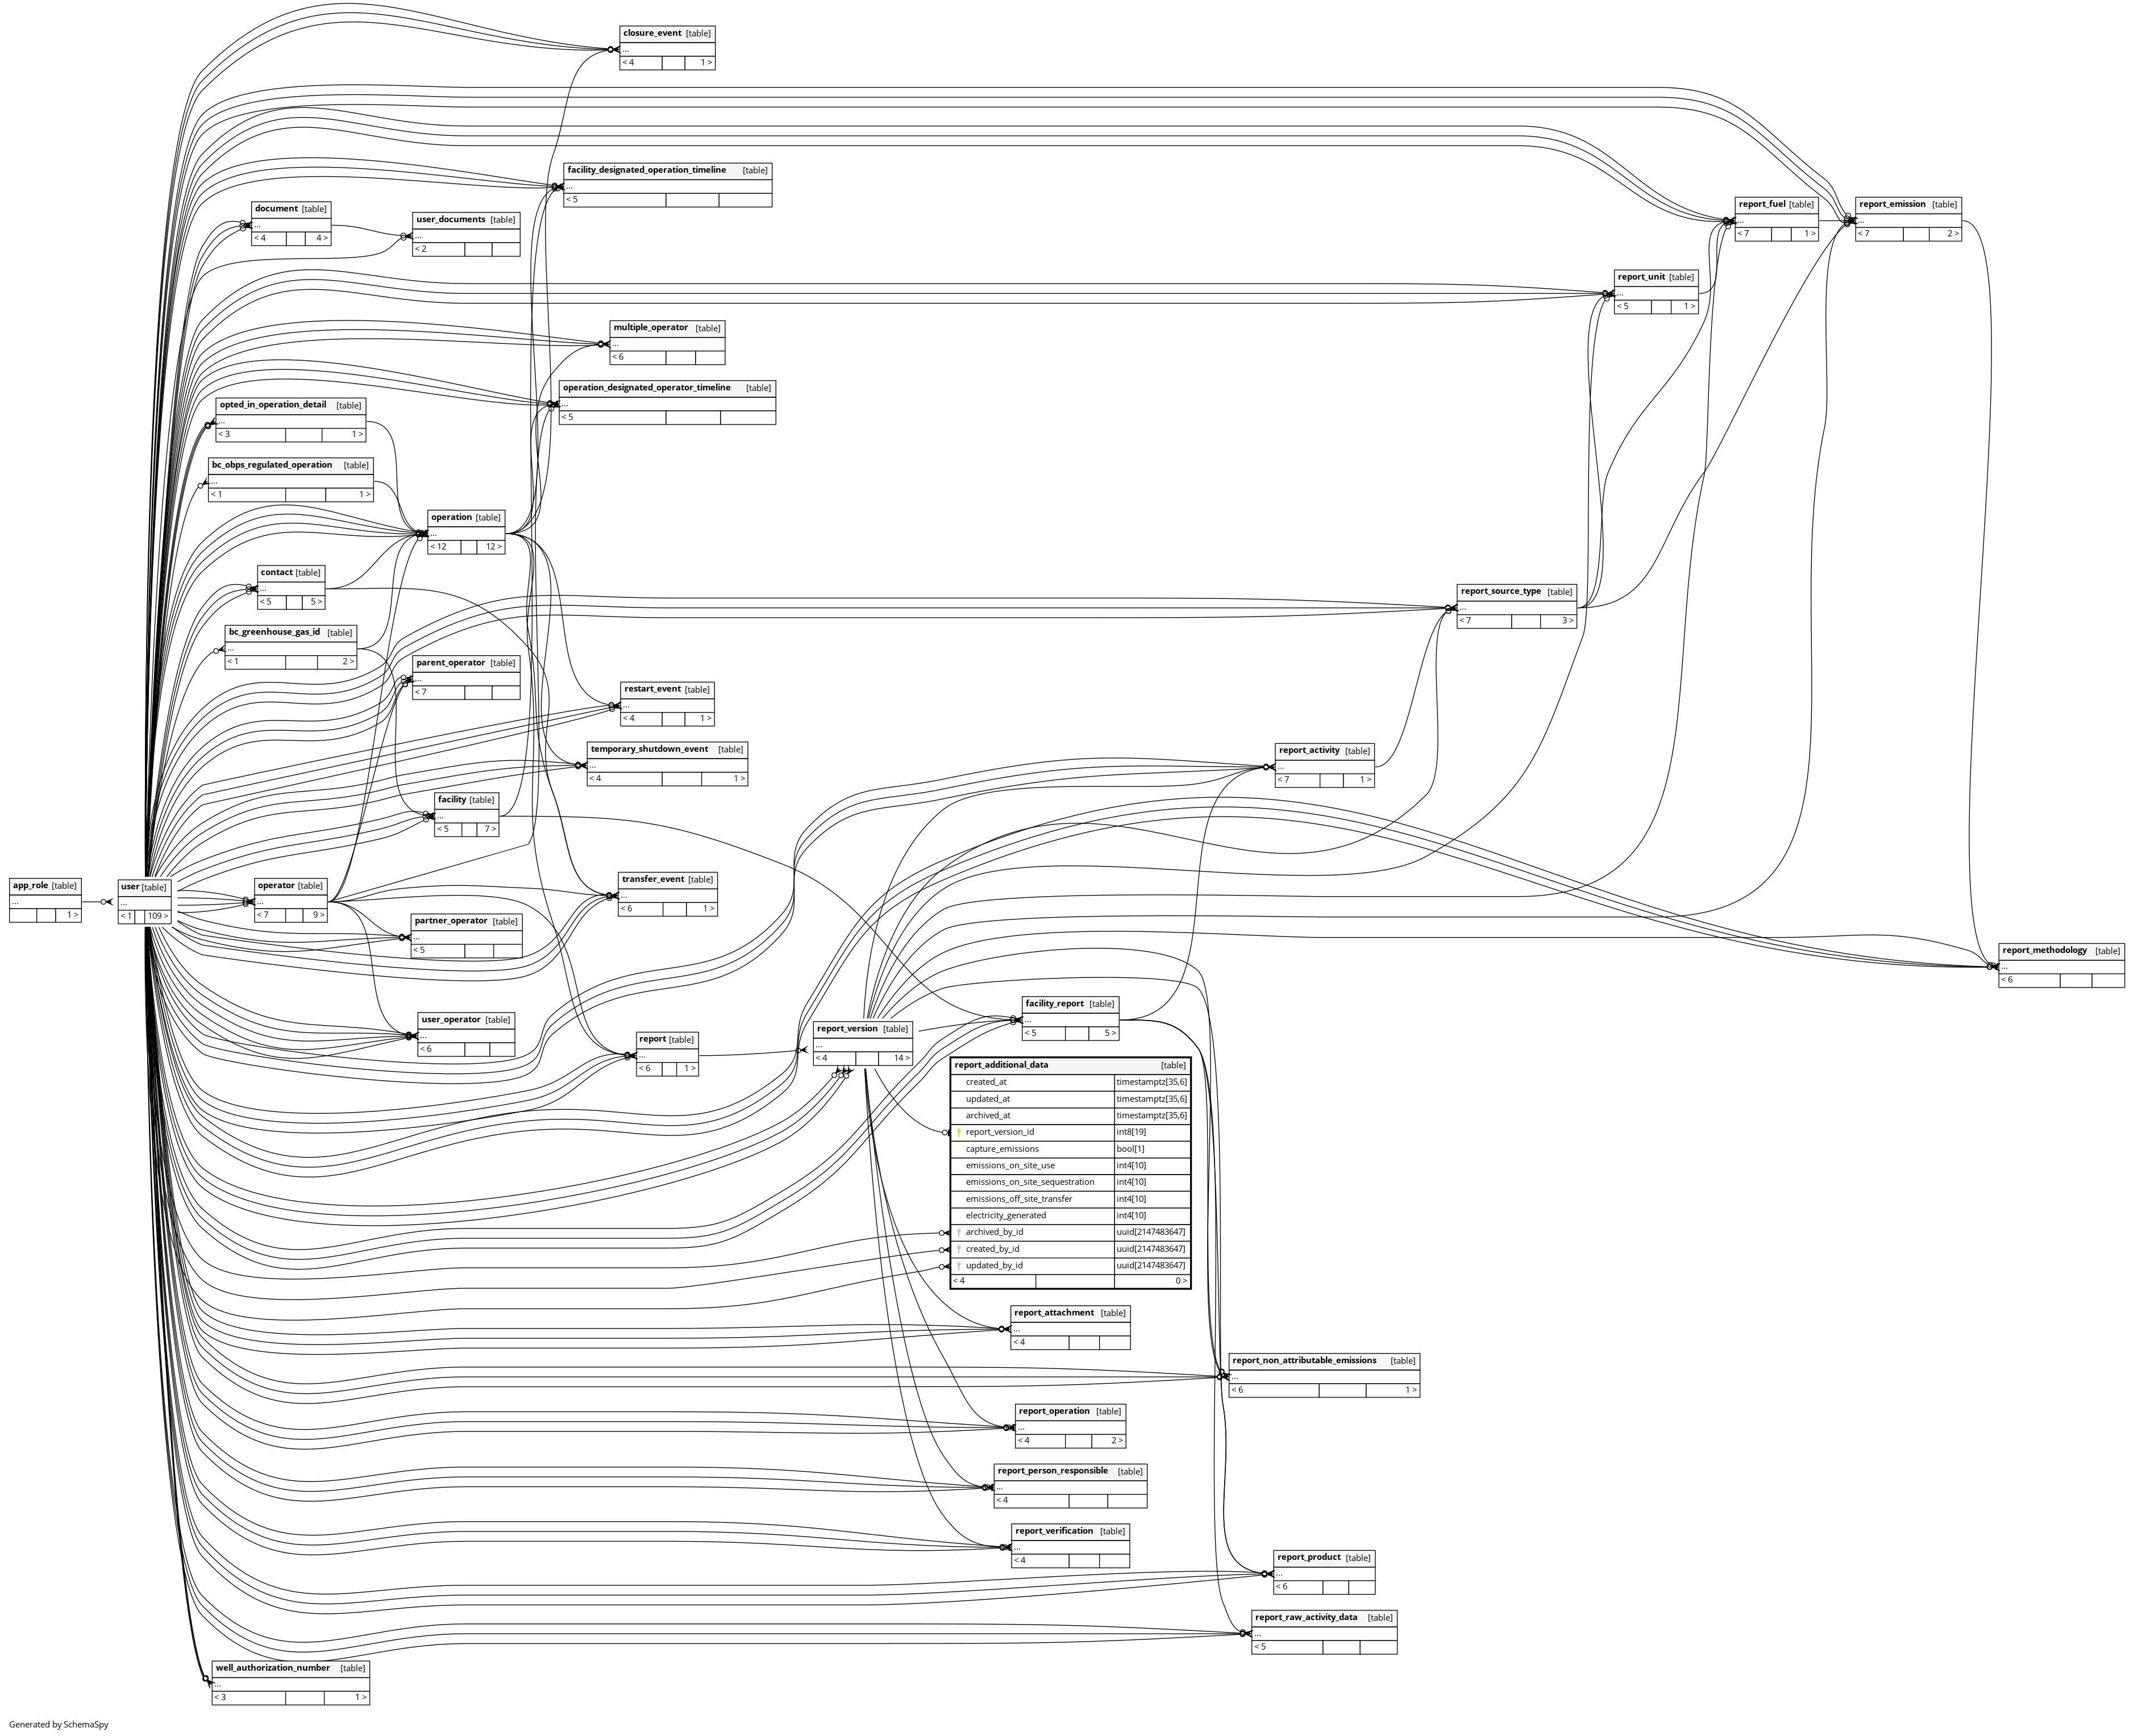 closure_event [table]
...
< 4 1 >
facility_designated_operation_timeline [table]
...
< 5
document [table]
...
< 4 4 >
user_documents [table]
...
< 2
report_fuel [table]
...
< 7 1 >
report_emission [table]
...
< 7 2 >
report_unit [table]
...
< 5 1 >
multiple_operator [table]
...
< 6
operation_designated_operator_timeline [table]
...
< 5
opted_in_operation_detail [table]
...
< 3 1 >
bc_obps_regulated_operation [table]
...
< 1 1 >
operation [table]
...
< 12 12 >
contact [table]
...
< 5 5 >
report_source_type [table]
...
< 7 3 >
bc_greenhouse_gas_id [table]
...
< 1 2 >
parent_operator [table]
...
< 7
restart_event [table]
...
< 4 1 >
temporary_shutdown_event [table]
...
< 4 1 >
report_activity [table]
...
< 7 1 >
facility [table]
...
< 5 7 >
app_role [table]
...
1 >
user [table]
...
< 1 109 >
operator [table]
...
< 7 9 >
transfer_event [table]
...
< 6 1 >
partner_operator [table]
...
< 5
report_methodology [table]
...
< 6
user_operator [table]
...
< 6
report [table]
...
< 6 1 >
report_version [table]
...
< 4 14 >
facility_report [table]
...
< 5 5 >
report_additional_data [table]
created_at timestamptz[35,6]
updated_at timestamptz[35,6]
archived_at timestamptz[35,6]
report_version_id int8[19]
capture_emissions bool[1]
emissions_on_site_use int4[10]
emissions_on_site_sequestration int4[10]
emissions_off_site_transfer int4[10]
electricity_generated int4[10]
archived_by_id uuid[2147483647]
created_by_id uuid[2147483647]
updated_by_id uuid[2147483647]
< 4 0 >
report_attachment [table]
...
< 4
report_non_attributable_emissions [table]
...
< 6 1 >
report_operation [table]
...
< 4 2 >
report_person_responsible [table]
...
< 4
report_verification [table]
...
< 4
report_product [table]
...
< 6
report_raw_activity_data [table]
...
< 5
well_authorization_number [table]
...
< 3 1 >
Generated by SchemaSpy